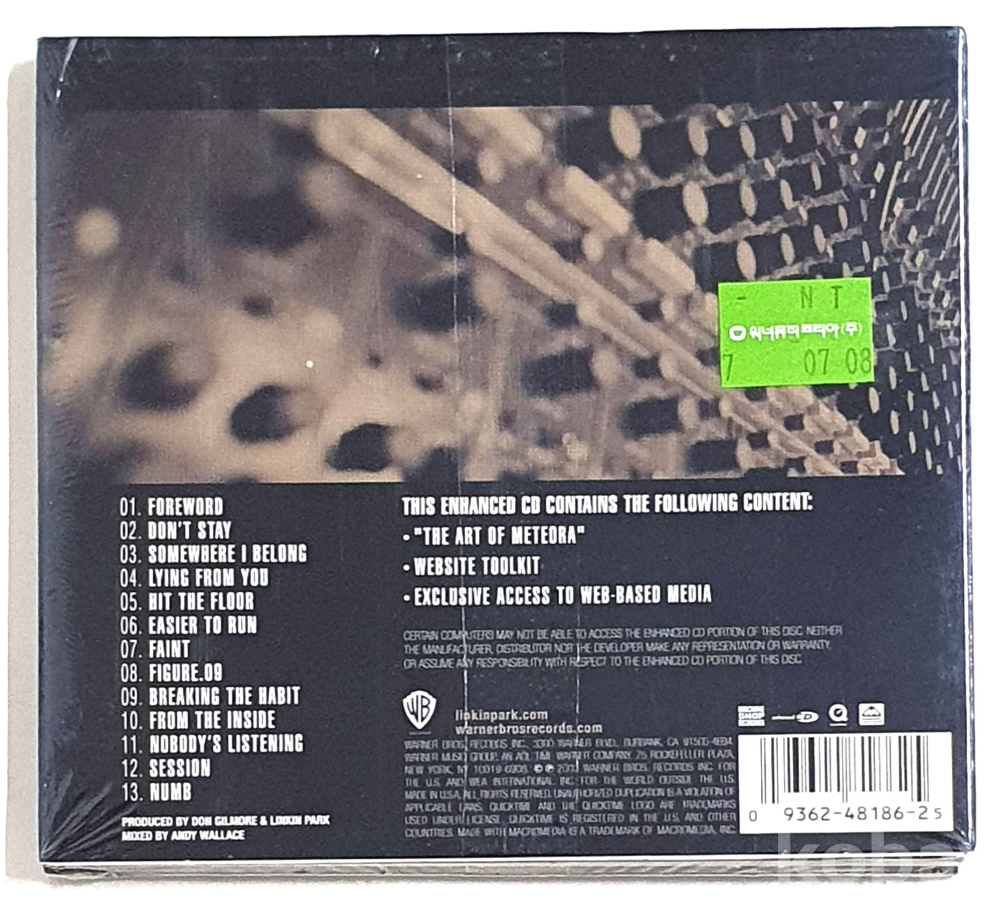 - N T
워너뮤직코리아(주)
7 07 08
01. FOREWORD
02. DON'T STAY
03. SOMEWHERE I BELONG
04. LYING FROM YOU
05. HIT THE FLOOR
06. EASIER TO RUN
07. FAINT
08. FIGURE.09
09. BREAKING THE HABIT
10. FROM THE INSIDE
11. NOBODY'S LISTENING
12. SESSION
13. NUMB
PRODUCED BY DON GILMORE & LINKIN PARK
MIXED BY ANDY WALLACE
THIS ENHANCED CD CONTAINS THE FOLLOWING CONTENT:
• "THE ART OF METEORA"
• WEBSITE TOOLKIT
• EXCLUSIVE ACCESS TO WEB-BASED MEDIA
CERTAIN COMPUTERS MAY NOT BE ABLE TO ACCESS THE ENHANCED CD PORTION OF THIS DISC. NEITHER
THE MANUFACTURER, DISTRIBUTOR NOR THE DEVELOPER MAKE ANY REPRESENTATION OR WARRANTY,
OR ASSUME ANY RESPONSIBILITY WITH RESPECT TO THE ENHANCED CD PORTION OF THIS DISC.
WB
linkinpark.com
warnerbrosrecords.com
WARNER BROS. RECORDS INC., 3300 WARNER BLVD., BURBANK, CA 91505-4694.
WARNER MUSIC GROUP, AN AOL TIME WARNER COMPANY. 75 ROCKEFELLER PLAZA,
NEW YORK, NY 10019-6908. © ℗ 2003 WARNER BROS. RECORDS INC. FOR
THE U.S. AND WEA INTERNATIONAL INC. FOR THE WORLD OUTSIDE THE U.S.
MADE IN U.S.A. ALL RIGHTS RESERVED. UNAUTHORIZED DUPLICATION IS A VIOLATION OF
APPLICABLE LAWS. QUICKTIME AND THE QUICKTIME LOGO ARE TRADEMARKS
USED UNDER LICENSE. QUICKTIME IS REGISTERED IN THE U.S. AND OTHER
COUNTRIES. MADE WITH MACROMEDIA IS A TRADEMARK OF MACROMEDIA, INC.
SHOP
0 9362-48186-2 5
koba